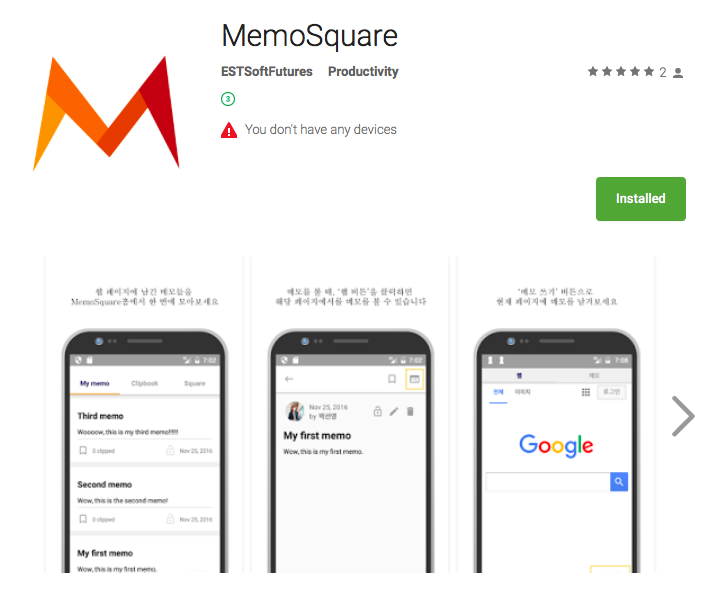 MemoSquare
ESTSoftFutures Productivity
2
3
You don't have any devices
Installed
웹 페이지에 남긴 메모들을
MemoSquare홈에서 한 번에 모아보세요
7:02
My memo Clipbook Square
Third memo
Woooow, this is my third memo!!!!!!
0 clipped Nov 25, 2016
Second memo
Wow, this is the second memo!
0 clipped Nov 25, 2016
My first memo
Wow, this is my first memo.
메모를 볼 때, '웹 버튼'을 클릭하면
해당 페이지에서를 메모를 볼 수 있습니다
7:02
Nov 25, 2016
by 박선영
My first memo
Wow, this is my first memo.
'메모 쓰기' 버튼으로
현재 페이지에 메모를 남겨보세요
7:08
웹 메모
전체 이미지 로그인
Google